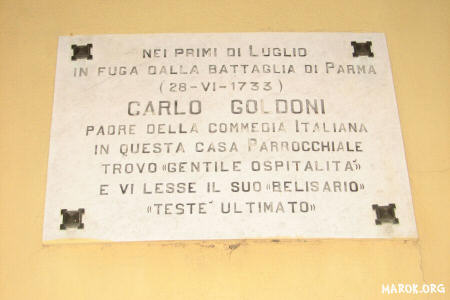 NEI PRIMI DI LUGLIO
IN FUGA DALLA BATTAGLIA DI PARMA
(28-VI-1733)
CARLO GOLDONI
PADRE DELLA COMMEDIA ITALIANA
IN QUESTA CASA PARROCCHIALE
TROVO «GENTILE OSPITALITÀ»
E VI LESSE IL SUO «BELISARIO»
«TESTÈ ULTIMATO»
MAROK.ORG